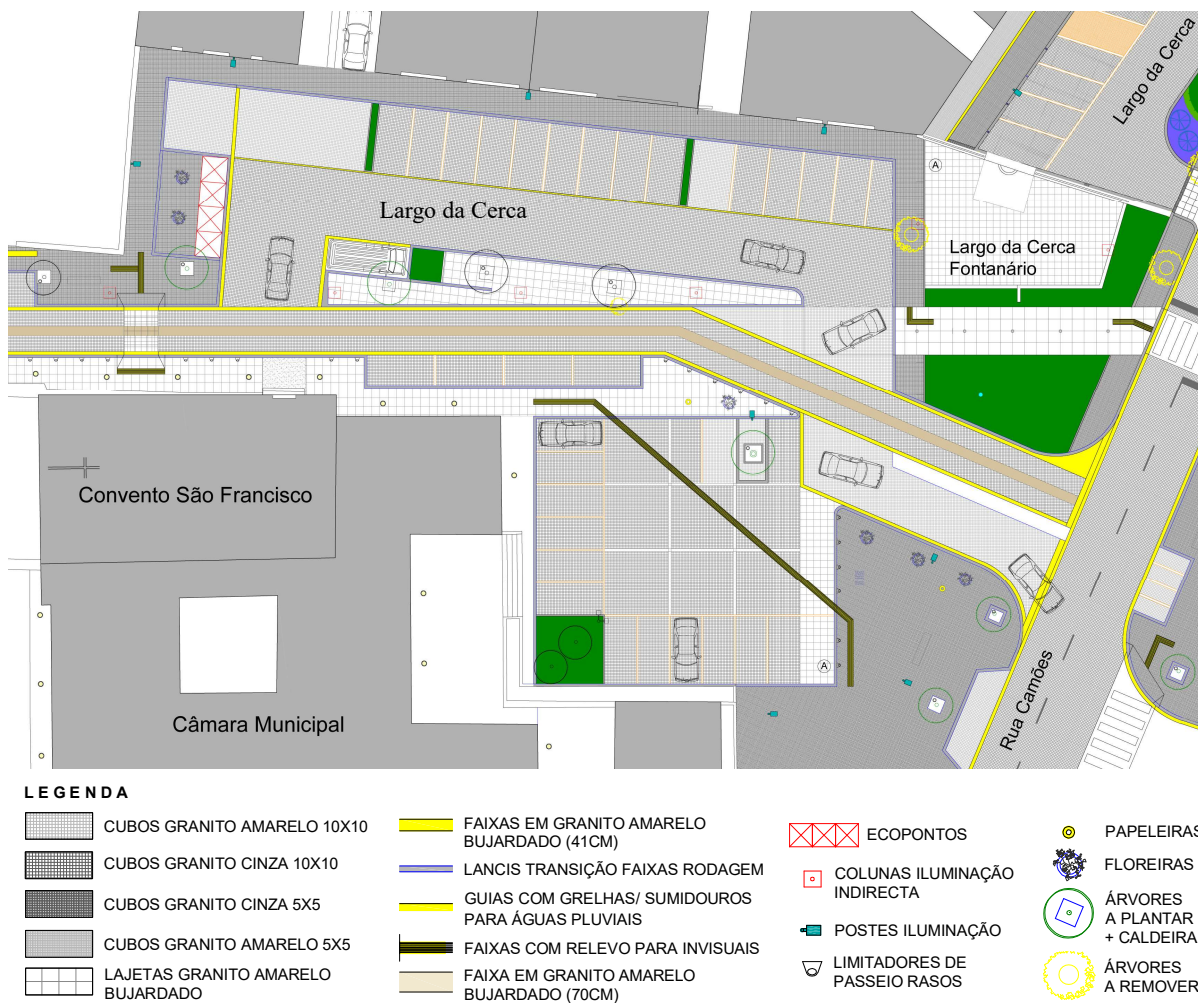 Largo da Cerca
Largo da Cerca
A
Largo da Cerca
Fontanário
Convento São Francisco
Câmara Municipal
A
Rua Camões
LEGENDA
CUBOS GRANITO AMARELO 10X10
CUBOS GRANITO CINZA 10X10
CUBOS GRANITO CINZA 5X5
CUBOS GRANITO AMARELO 5X5
LAJETAS GRANITO AMARELO
BUJARDADO
FAIXAS EM GRANITO AMARELO
BUJARDADO (41CM)
LANCIS TRANSIÇÃO FAIXAS RODAGEM
GUIAS COM GRELHAS/ SUMIDOUROS
PARA ÁGUAS PLUVIAIS
FAIXAS COM RELEVO PARA INVISUAIS
FAIXA EM GRANITO AMARELO
BUJARDADO (70CM)
ECOPONTOS
COLUNAS ILUMINAÇÃO
INDIRECTA
POSTES ILUMINAÇÃO
LIMITADORES DE
PASSEIO RASOS
PAPELEIRAS
FLOREIRAS
ÁRVORES
A PLANTAR
+ CALDEIRA
ÁRVORES
A REMOVER